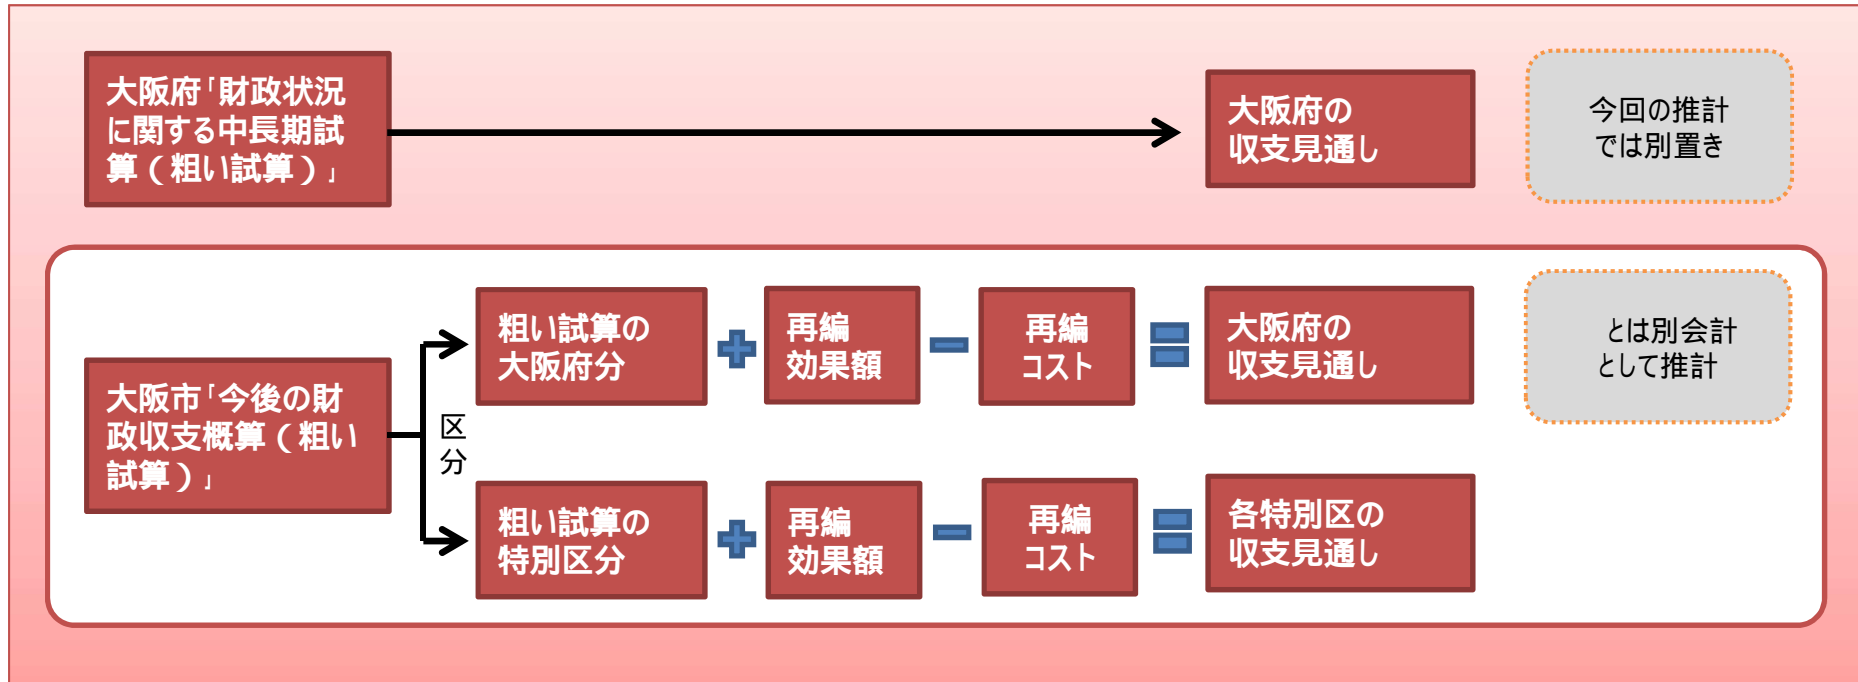 大阪府「財政状況
に関する中長期試
算（粗い試算）」
大阪府の
収支見通し
今回の推計
では別置き
大阪市「今後の財
政収支概算（粗い
試算）」
区
分
粗い試算の
大阪府分
再編
効果額
再編
コスト
大阪府の
収支見通し
とは別会計
として推計
粗い試算の
特別区分
再編
効果額
再編
コスト
各特別区の
収支見通し